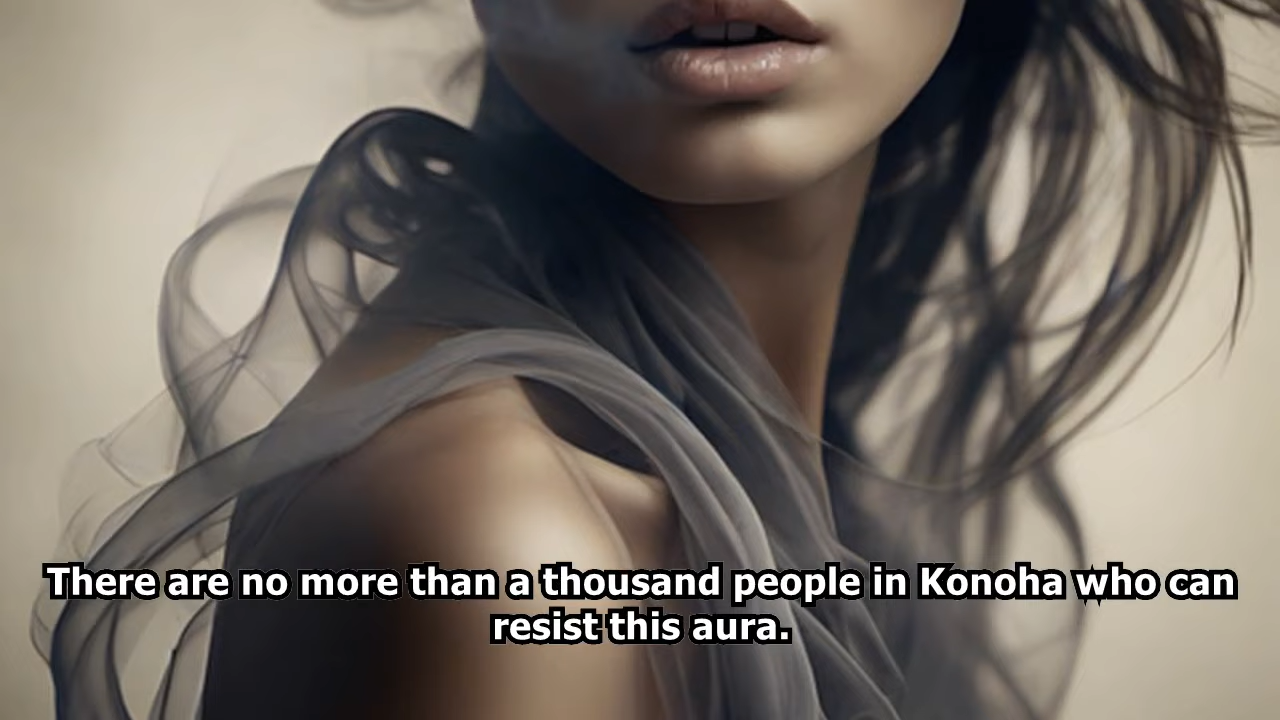 There are no more than a thousand people in Konoha who can
resist this aura.